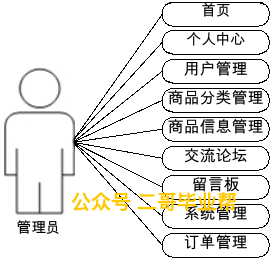 首页
个人中心
用户管理
商品分类管理
商品信息管理
交流论坛
留言板
公众号 二哥毕业帮
系统管理
管理员
订单管理